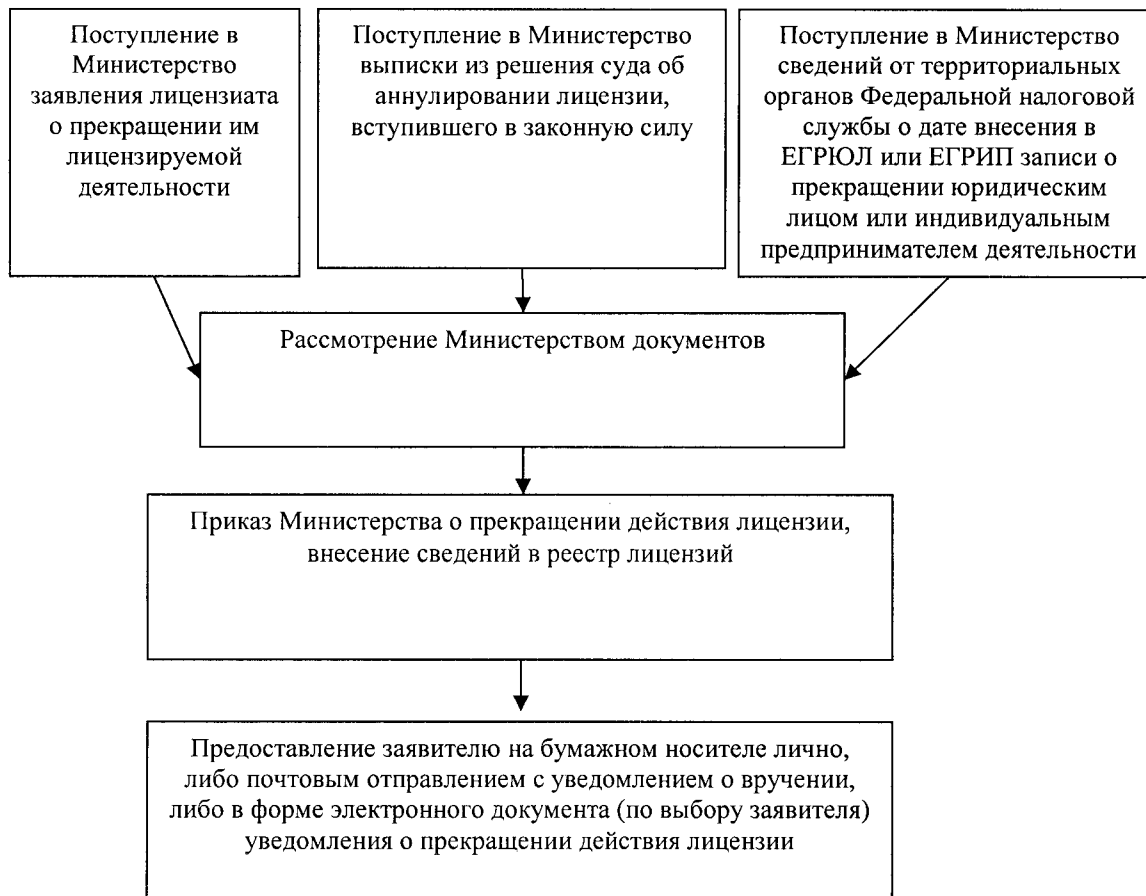 Поступление в
Министерство
заявления лицензиата
о прекращении им
лицензируемой
деятельности
Поступление в Министерство
выписки из решения суда об
аннулировании лицензии,
вступившего в законную силу
Поступление в Министерство
сведений от территориальных
органов Федеральной налоговой
службы о дате внесения в
ЕГРЮЛ или ЕГРИП записи о
прекращении юридическим
лицом или индивидуальным
предпринимателем деятельности
Рассмотрение Министерством документов
Приказ Министерства о прекращении действия лицензии,
внесение сведений в реестр лицензий
Предоставление заявителю на бумажном носителе лично,
либо почтовым отправлением с уведомлением о вручении,
либо в форме электронного документа (по выбору заявителя)
уведомления о прекращении действия лицензии